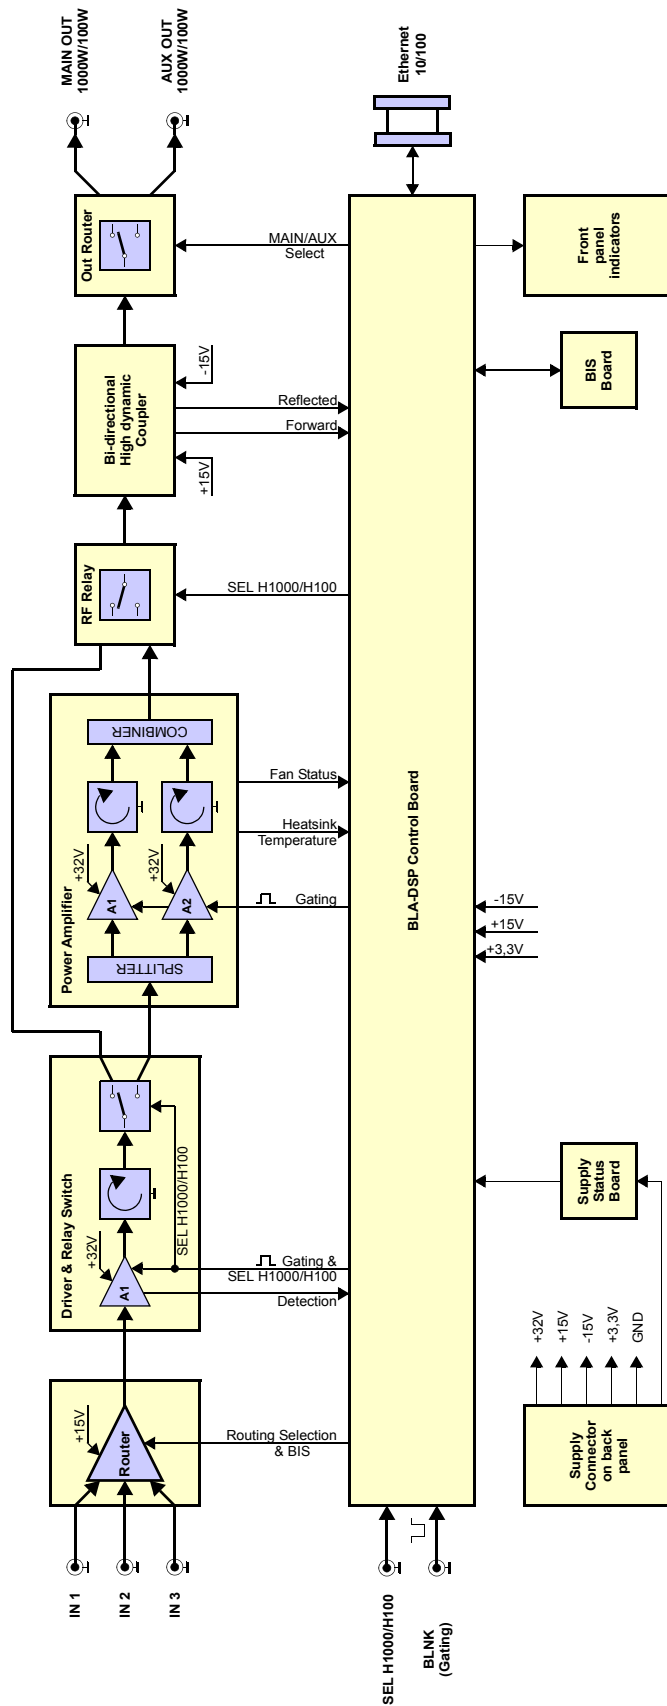 MAIN OUT
1000W/100W
AUX OUT
1000W/100W
Ethernet
10/100
Out Router
MAIN/AUX
Select
Front
panel
indicators
Bi-directional
High dynamic
Coupler
-15V
Reflected
Forward
+15V
BIS
Board
RF Relay
SEL H1000/H100
Power Amplifier
COMBINER
Fan Status
+32V
+32V
Heatsink
Temperature
A1
A2
Gating
SPLITTER
BLA-DSP Control Board
-15V
+15V
+3,3V
Driver & Relay Switch
SEL H1000/H100
+32V
A1
Gating &
SEL H1000/H100
Detection
Supply
Status
Board
+32V
+15V
-15V
+3,3V
GND
+15V
Router
Routing Selection
& BIS
Supply
Connector
on back
panel
IN 1
IN 2
IN 3
SEL H1000/H100
BLNK
(Gating)